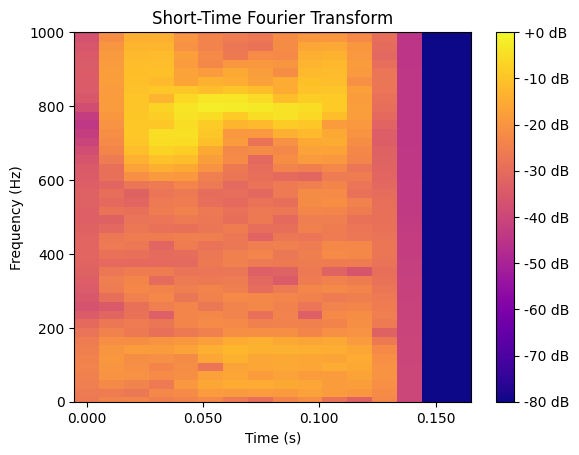 Short-Time Fourier Transform
1000
800
600
400
200
0
Frequency (Hz)
0.000
0.050
0.100
0.150
Time (s)
+0 dB
-10 dB
-20 dB
-30 dB
-40 dB
-50 dB
-60 dB
-70 dB
-80 dB